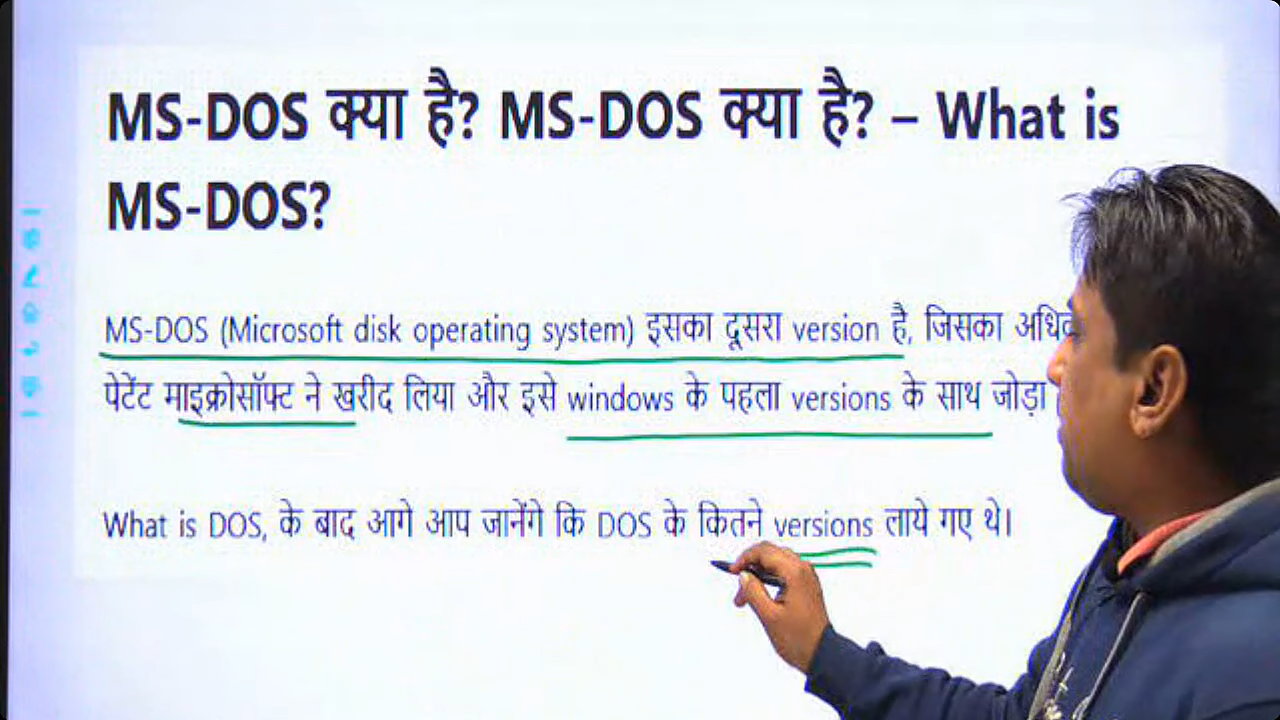 MS-DOS क्या है? MS-DOS क्या है? – What is
MS-DOS?
MS-DOS (Microsoft disk operating system) इसका दूसरा version है, जिसका
पेटेंट माइक्रोसॉफ्ट ने खरीद लिया और इसे windows के पहला versions के साथ जोड़ा
What is DOS, के बाद आगे आप जानेंगे कि DOS के कितने versions लाये गए थे।